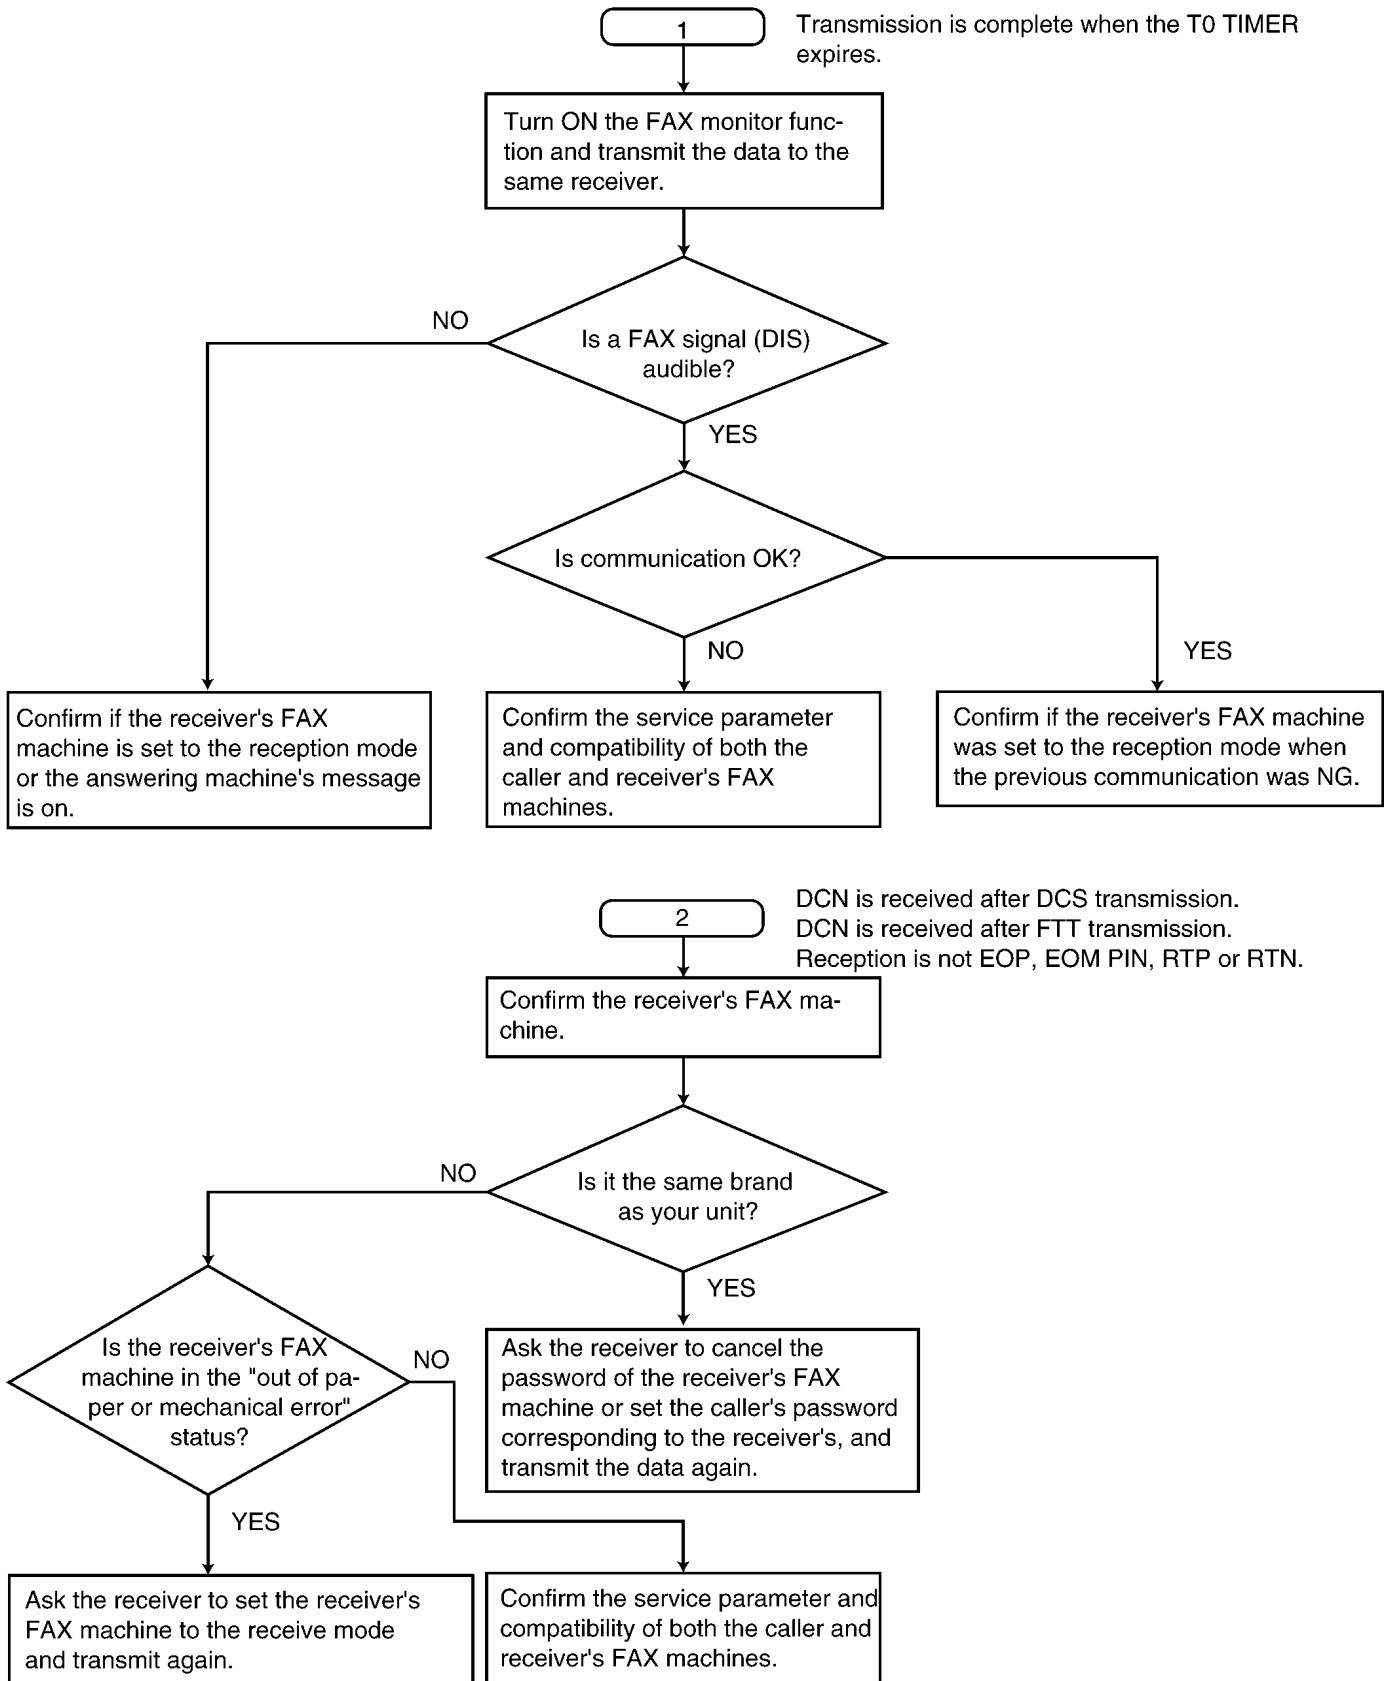 1
Transmission is complete when the T0 TIMER
expires.
Turn ON the FAX monitor func-
tion and transmit the data to the
same receiver.
NO
Is a FAX signal (DIS)
audible?
YES
Is communication OK?
NO
YES
Confirm if the receiver's FAX
machine is set to the reception mode
or the answering machine's message
is on.
Confirm the service parameter
and compatibility of both the
caller and receiver's FAX
machines.
Confirm if the receiver's FAX machine
was set to the reception mode when
the previous communication was NG.
2
DCN is received after DCS transmission.
DCN is received after FTT transmission.
Reception is not EOP, EOM PIN, RTP or RTN.
Confirm the receiver's FAX ma-
chine.
NO
Is it the same brand
as your unit?
YES
Is the receiver's FAX
machine in the "out of pa-
per or mechanical error"
status?
NO
Ask the receiver to cancel the
password of the receiver's FAX
machine or set the caller's password
corresponding to the receiver's, and
transmit the data again.
YES
Ask the receiver to set the receiver's
FAX machine to the receive mode
and transmit again.
Confirm the service parameter and
compatibility of both the caller and
receiver's FAX machines.